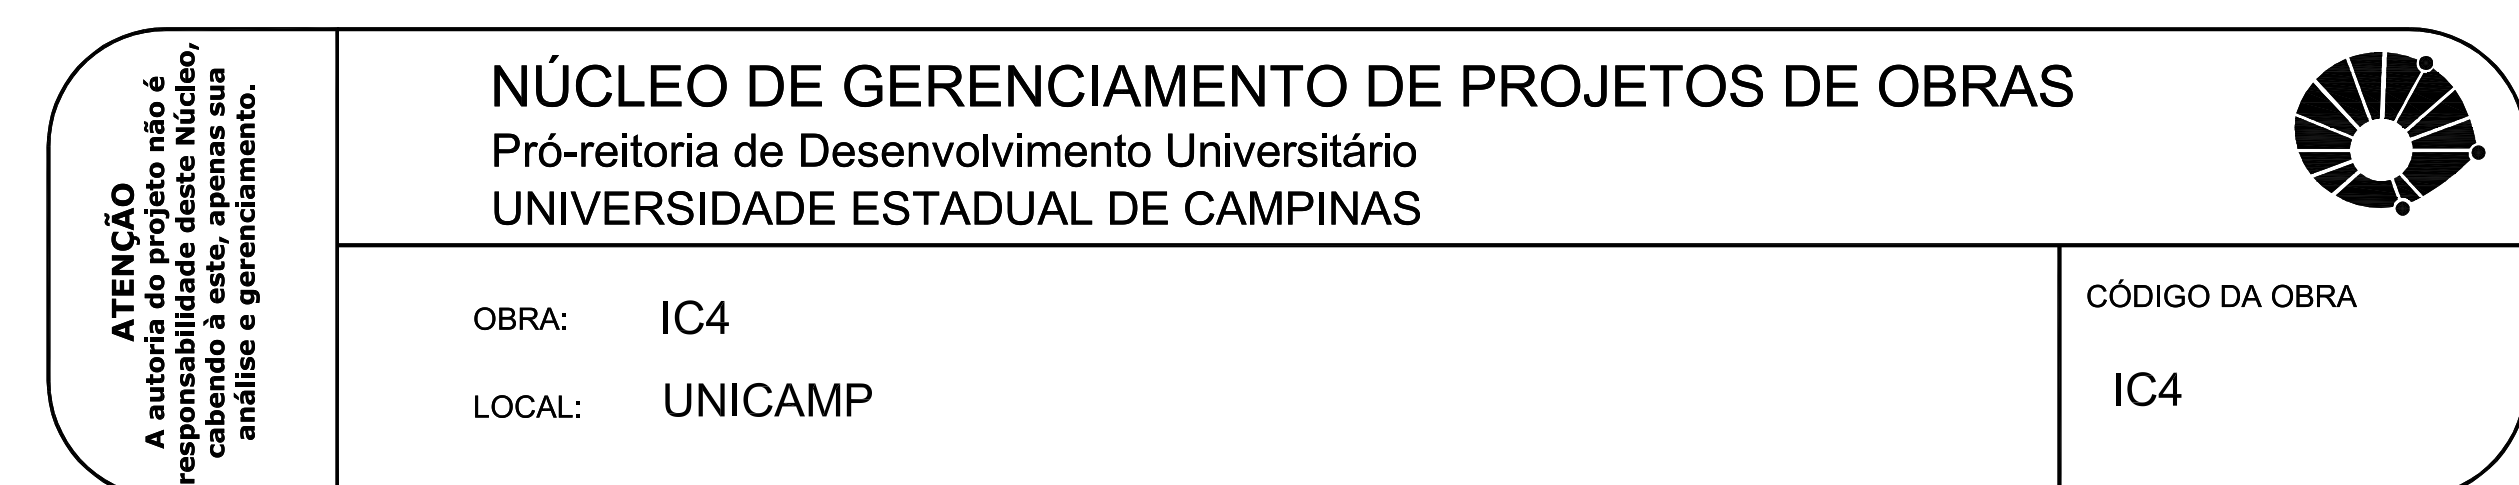 ATENÇÃO
A autoria do projeto não é
responsabilidade deste Núcleo,
cabendo à este, apenas sua
análise e gerenciamento.
NÚCLEO DE GERENCIAMENTO DE PROJETOS DE OBRAS
Pró-reitoria de Desenvolvimento Universitário
UNIVERSIDADE ESTADUAL DE CAMPINAS
OBRA: IC4
LOCAL: UNICAMP
CÓDIGO DA OBRA
IC4